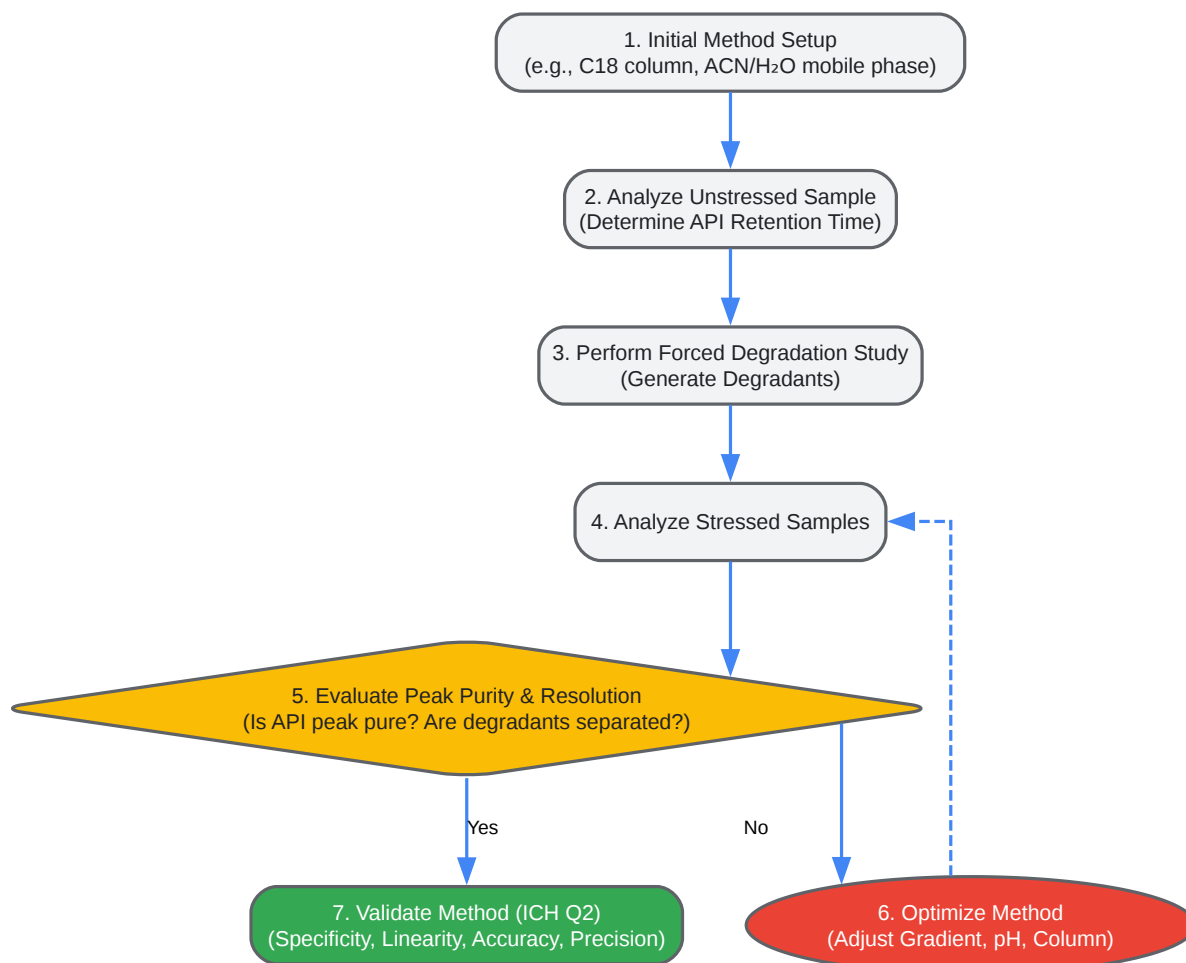 1. Initial Method Setup
(e.g., C18 column, ACN/H₂O mobile phase)
2. Analyze Unstressed Sample
(Determine API Retention Time)
3. Perform Forced Degradation Study
(Generate Degradants)
4. Analyze Stressed Samples
5. Evaluate Peak Purity & Resolution
(Is API peak pure? Are degradants separated?)
Yes
No
7. Validate Method (ICH Q2)
(Specificity, Linearity, Accuracy, Precision)
6. Optimize Method
(Adjust Gradient, pH, Column)